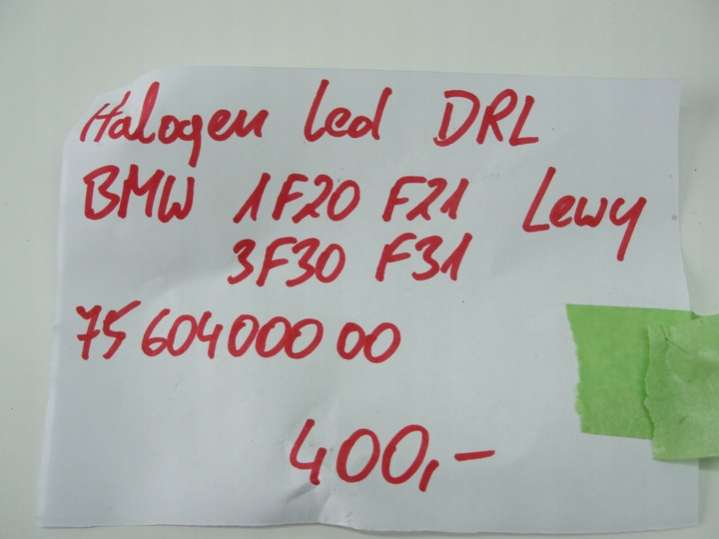 Halogen led DRL
BMW 1F20 F21 Lewy
3F30 F31
75604000 00
400,-